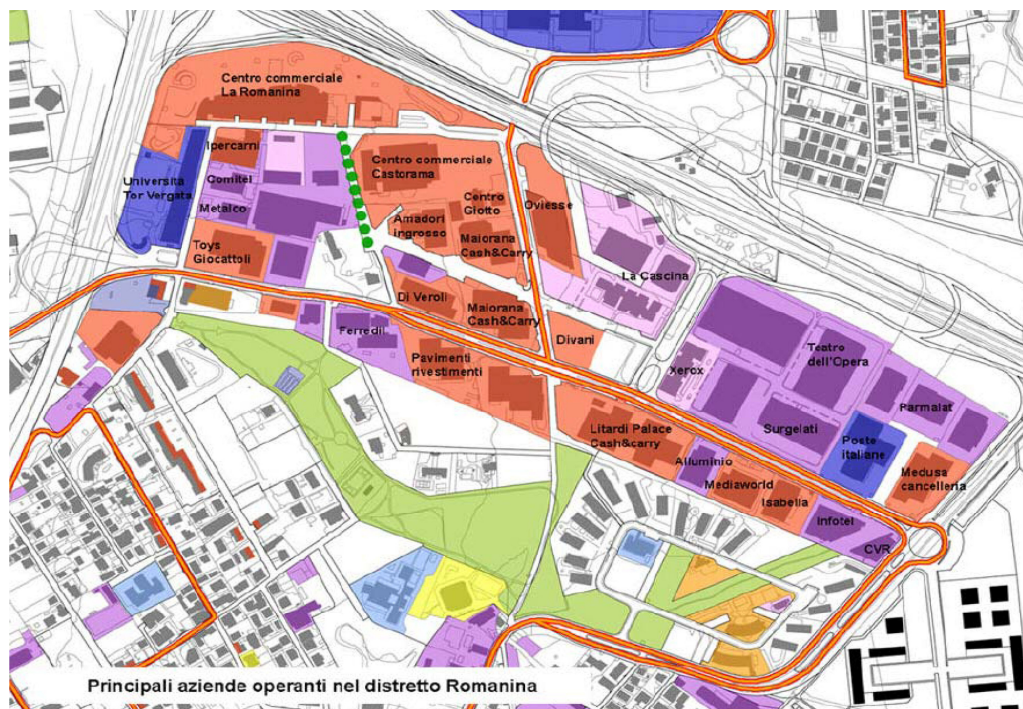 Centro commerciale
La Romanina
Ipercarni
Centro commerciale
Castorama
Università
Tor Vergata
Comitel
Metalco
Centro
Giotto
Oviesse
Amadori
ingrosso
Maiorana
Cash&Carry
Toys
Giocattoli
La Cascina
Di Veroli
Maiorana
Cash&Carry
Ferredil
Divani
Pavimenti
rivestimenti
Xerox
Teatro
dell'Opera
Parmalat
Litardi Palace
Cash&carry
Surgelati
Poste
italiane
Alluminio
Mediaworld
Isabella
Medusa
cancelleria
Infotel
CVR
Principali aziende operanti nel distretto Romanina